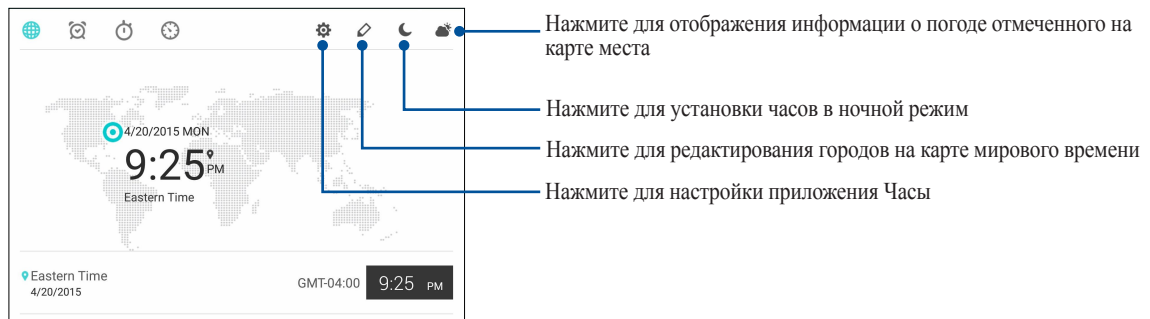 Нажмите для отображения информации о погоде отмеченного на
карте места
Нажмите для установки часов в ночной режим
Нажмите для редактирования городов на карте мирового времени
Нажмите для настройки приложения Часы
4/20/2015 MON
9:25 PM
Eastern Time
Eastern Time GMT-04:00 9:25 PM
4/20/2015